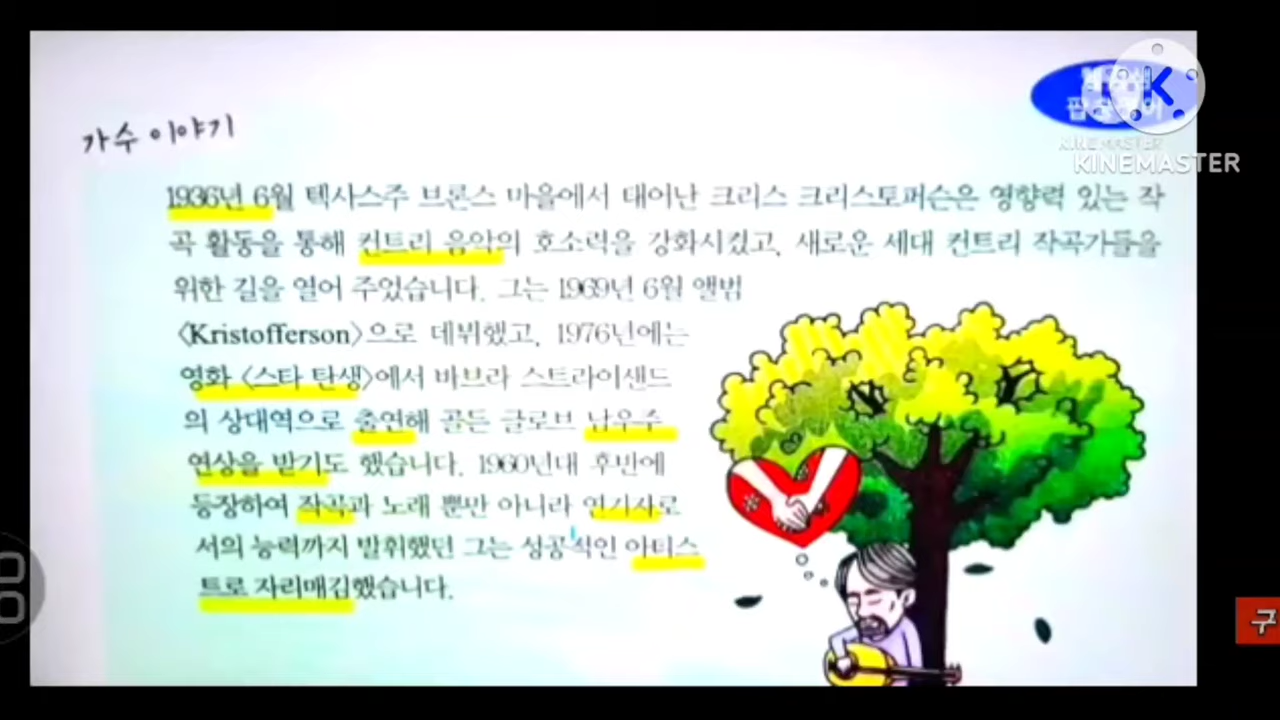 가수 이야기
KINEMASTER
1936년 6월 텍사스주 브론스 마을에서 태어난 크리스 크리스토퍼슨은 영향력 있는 작
곡 활동을 통해 컨트리 음악의 호소력을 강화시켰고, 새로운 세대 컨트리 작곡가들을
위한 길을 열어 주었습니다. 그는 1969년 6월 앨범
〈Kristofferson〉으로 데뷔했고, 1976년에는
영화 〈스타 탄생〉에서 바브라 스트라이샌드
의 상대역으로 출연해 골든 글로브 남우주
연상을 받기도 했습니다. 1960년대 후반에
등장하여 작곡과 노래 뿐만 아니라 연기자로
서의 능력까지 발휘했던 그는 성공적인 아티스
트로 자리매김했습니다.
구